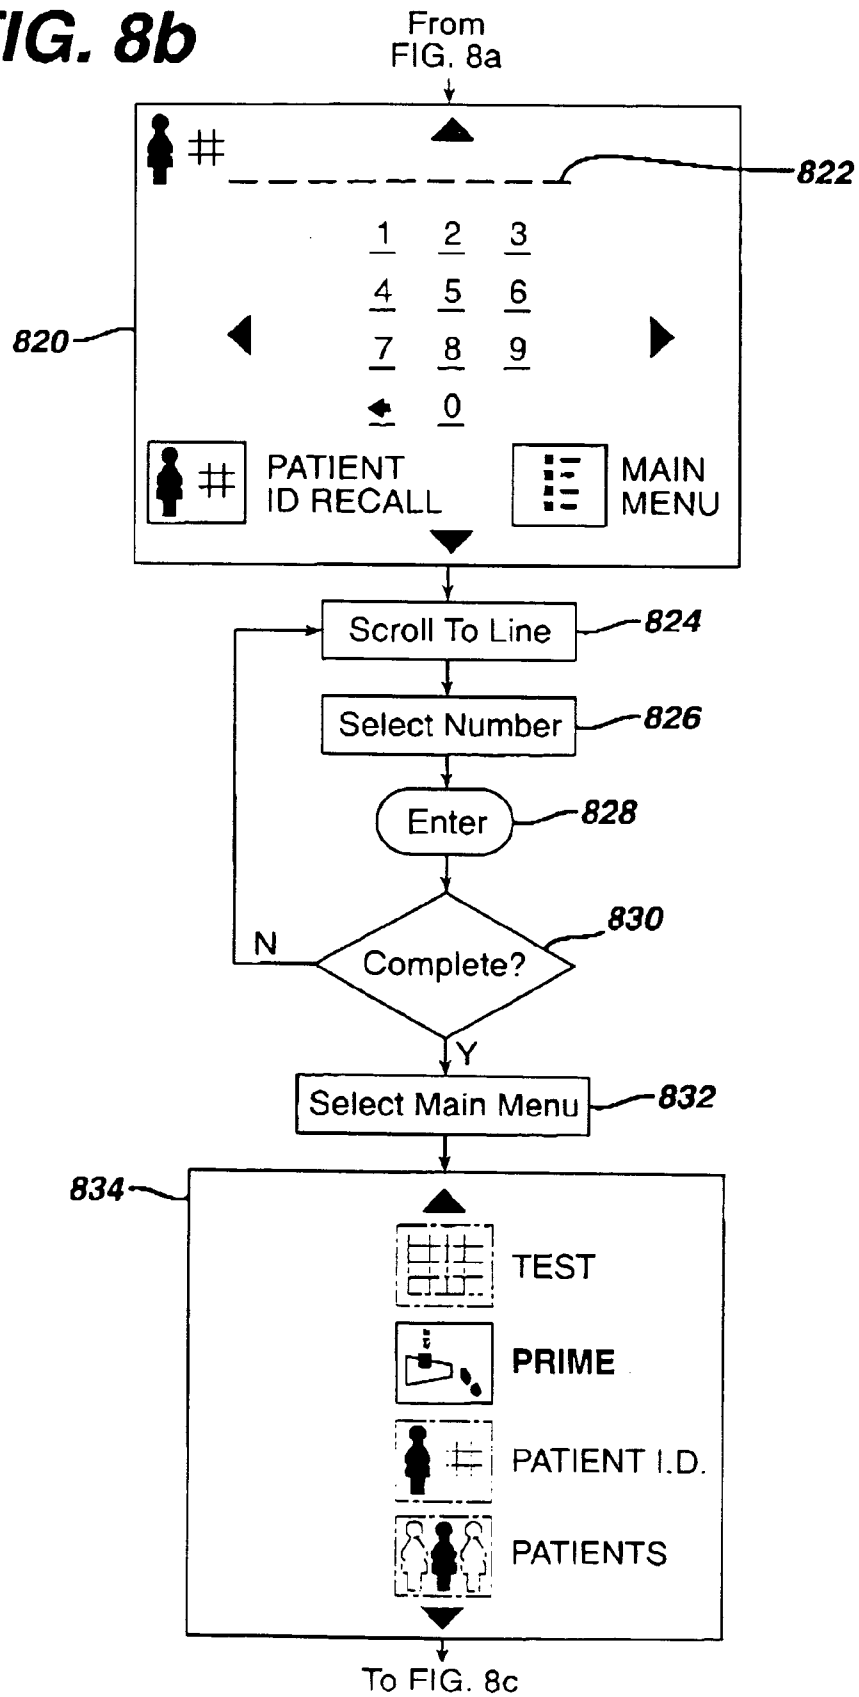 FIG. 8b
From
FIG. 8a
#
822
1 2 3
4 5 6
820
7 8 9
0
# PATIENT
ID RECALL
MAIN
MENU
Scroll To Line
824
Select Number
826
Enter
828
830
N
Complete?
Y
Select Main Menu
832
834
TEST
PRIME
# PATIENT I.D.
PATIENTS
To FIG. 8c